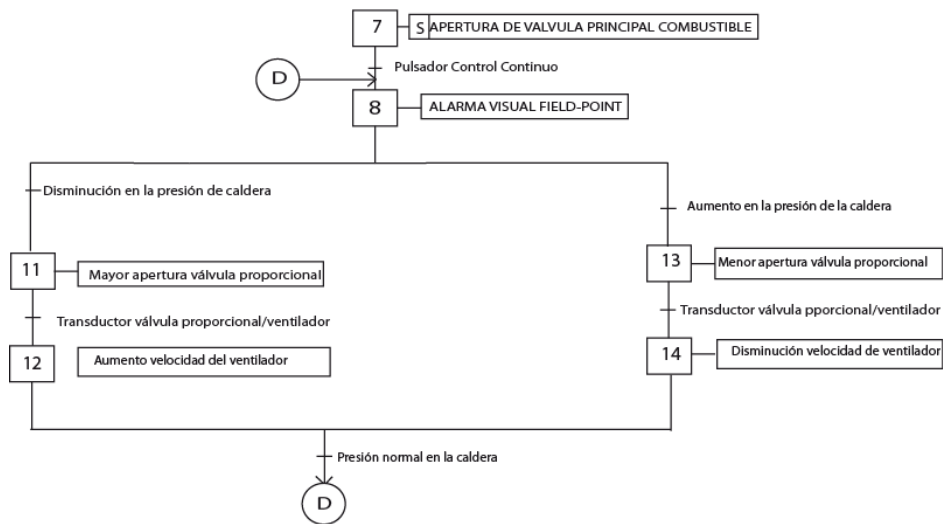 7
S APERTURA DE VALVULA PRINCIPAL COMBUSTIBLE
Pulsador Control Continuo
D
8
ALARMA VISUAL FIELD-POINT
Disminución en la presión de caldera
Aumento en la presión de la caldera
11
Mayor apertura válvula proporcional
13
Menor apertura válvula proporcional
Transductor válvula proporcional/ventilador
Transductor válvula pporcional/ventilador
12
Aumento velocidad del ventilador
14
Disminución velocidad de ventilador
Presión normal en la caldera
D